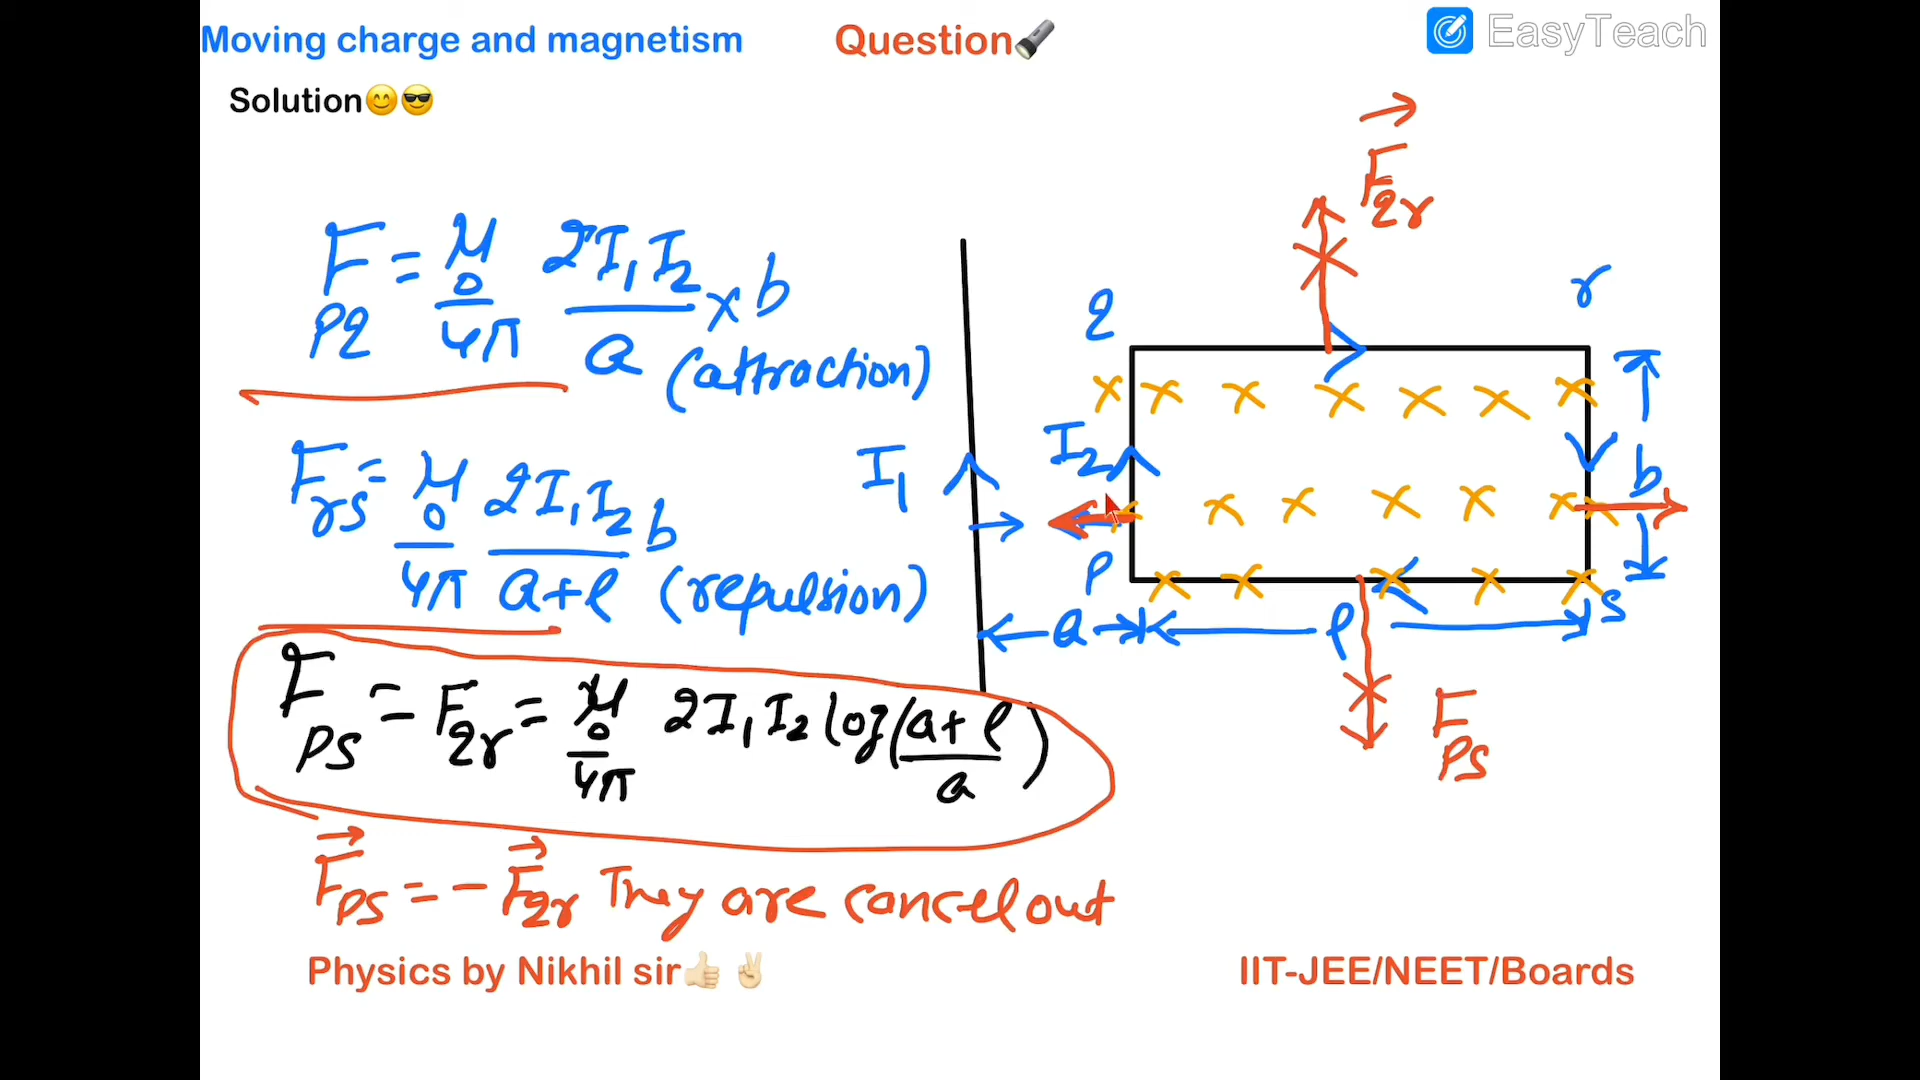 Moving charge and magnetism
Question🔦
EasyTeach
Solution😊😎
F_pq = μ₀/4π 2I₁I₂/a × b
(attraction)
F_rs = μ₀/4π 2I₁I₂/a+l b
(repulsion)
F_ps = F_qr = μ₀/4π 2I₁I₂ log(a+l/a)
F_ps = - F_qr They are cancel out
F_qr
q
r
I₁
I₂
b
p
s
a
l
F_ps
Physics by Nikhil sir👍🏻✌🏻
IIT-JEE/NEET/Boards